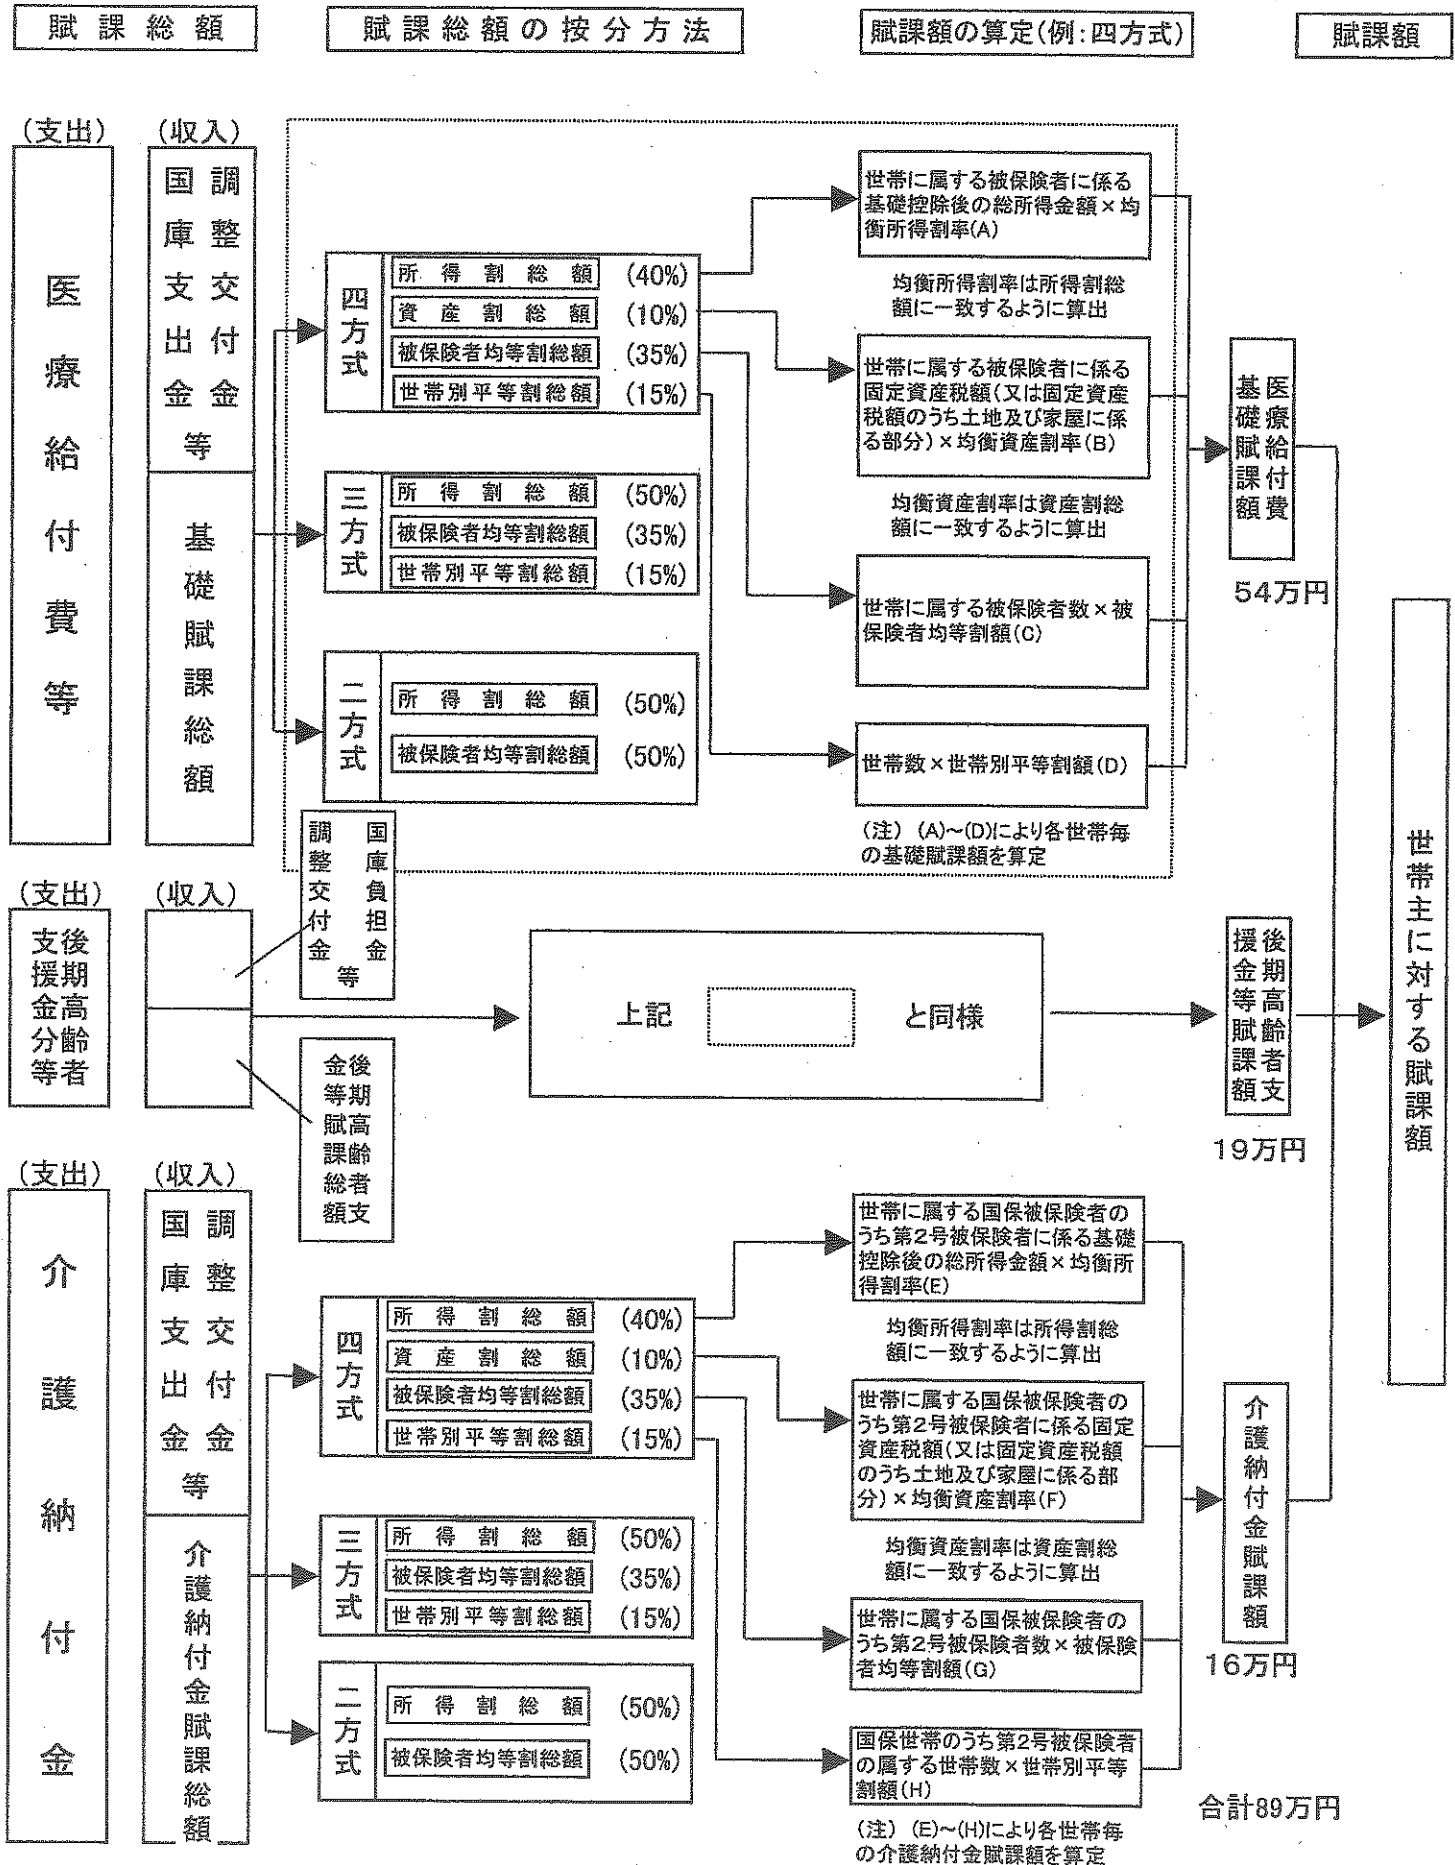 賦課総額
賦課総額の按分方法
賦課額の算定(例:四方式)
賦課額
(支出)
医療給付費等
(収入)
調整交付金
国庫支出金
等
基礎賦課総額
四方式
所得割総額 (40%)
資産割総額 (10%)
被保険者均等割総額 (35%)
世帯別平等割総額 (15%)
三方式
所得割総額 (50%)
被保険者均等割総額 (35%)
世帯別平等割総額 (15%)
二方式
所得割総額 (50%)
被保険者均等割総額 (50%)
世帯に属する被保険者に係る
基礎控除後の総所得金額×均
衡所得割率(A)
均衡所得割率は所得割総
額に一致するように算出
世帯に属する被保険者に係る
固定資産税額(又は固定資産
税額のうち土地及び家屋に係
る部分)×均衡資産割率(B)
均衡資産割率は資産割総
額に一致するように算出
世帯に属する被保険者数×被
保険者均等割額(C)
世帯数×世帯別平等割額(D)
(注) (A)~(D)により各世帯毎
の基礎賦課額を算定
医療給付費
基礎賦課額
54万円
(支出)
後期高齢者
支援金分等
(収入)
国庫負担金
調整交付金
等
後期高齢者支
金等賦課総額
上記
と同様
後期高齢者支
援金等賦課額
19万円
世帯主に対する賦課額
(支出)
介護納付金
(収入)
調整交付金
国庫支出金
等
介護納付金賦課総額
四方式
所得割総額 (40%)
資産割総額 (10%)
被保険者均等割総額 (35%)
世帯別平等割総額 (15%)
三方式
所得割総額 (50%)
被保険者均等割総額 (35%)
世帯別平等割総額 (15%)
二方式
所得割総額 (50%)
被保険者均等割総額 (50%)
世帯に属する国保被保険者の
うち第2号被保険者に係る基礎
控除後の総所得金額×均衡所
得割率(E)
均衡所得割率は所得割総
額に一致するように算出
世帯に属する国保被保険者の
うち第2号被保険者に係る固定
資産税額(又は固定資産税額
のうち土地及び家屋に係る部
分)×均衡資産割率(F)
均衡資産割率は資産割総
額に一致するように算出
世帯に属する国保被保険者の
うち第2号被保険者数×被保険
者均等割額(G)
国保世帯のうち第2号被保険者
の属する世帯数×世帯別平等
割額(H)
(注) (E)~(H)により各世帯毎
の介護納付金賦課額を算定
介護納付金賦課額
16万円
合計89万円